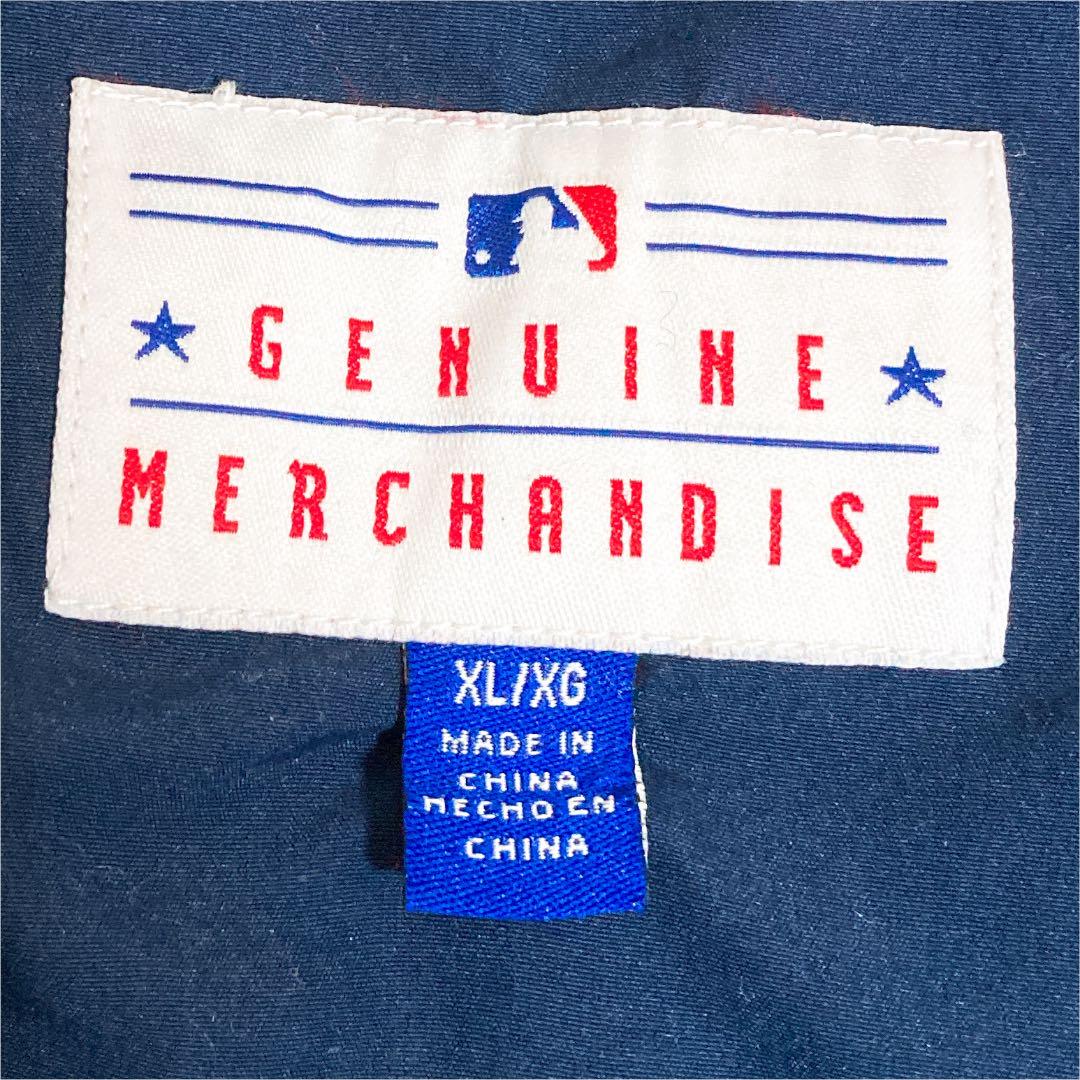 GENUINE
MERCHANDISE
XL/XG
MADE IN
CHINA
HECHO EN
CHINA